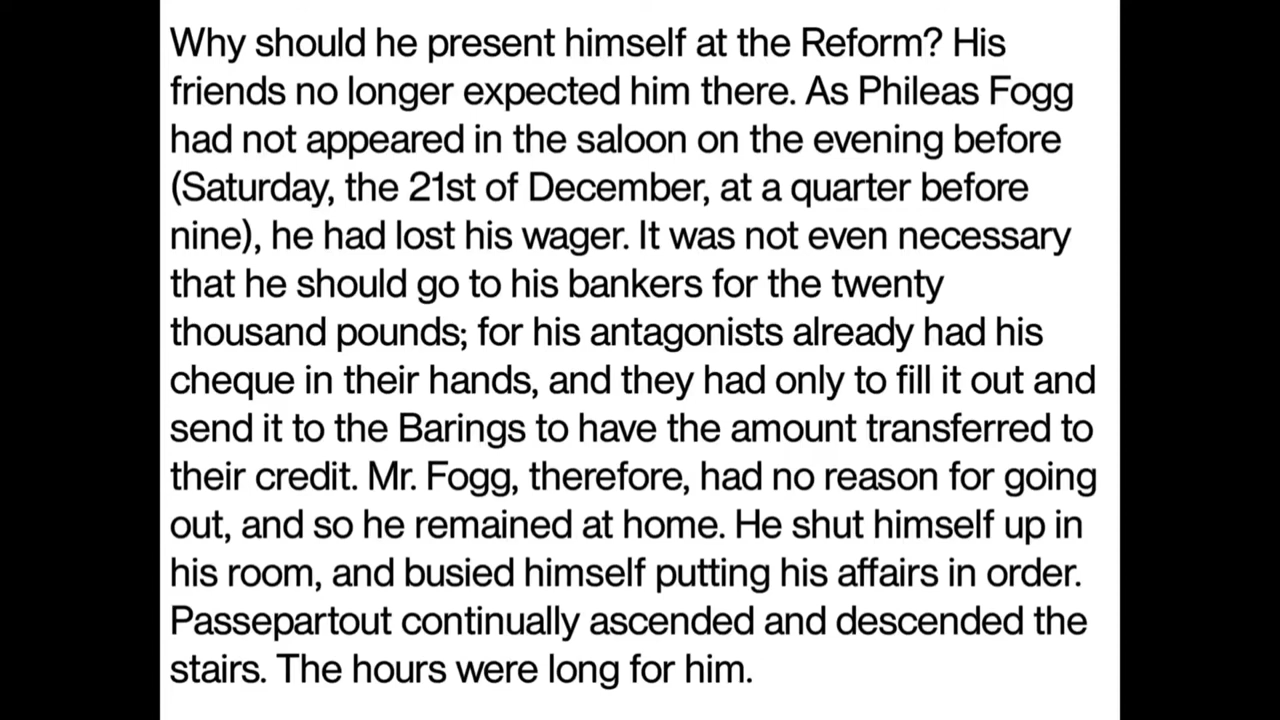 Why should he present himself at the Reform? His
friends no longer expected him there. As Phileas Fogg
had not appeared in the saloon on the evening before
(Saturday, the 21st of December, at a quarter before
nine), he had lost his wager. It was not even necessary
that he should go to his bankers for the twenty
thousand pounds; for his antagonists already had his
cheque in their hands, and they had only to fill it out and
send it to the Barings to have the amount transferred to
their credit. Mr. Fogg, therefore, had no reason for going
out, and so he remained at home. He shut himself up in
his room, and busied himself putting his affairs in order.
Passepartout continually ascended and descended the
stairs. The hours were long for him.